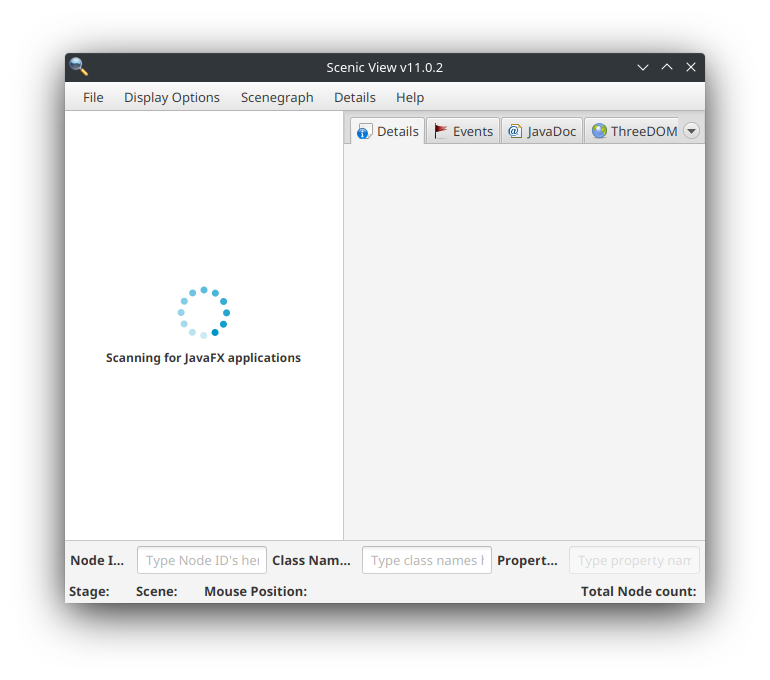 Scenic View v11.0.2
File Display Options Scenegraph Details Help
Details Events JavaDoc ThreeDOM
Scanning for JavaFX applications
Node I... Type Node ID's her Class Nam... Type class names h Propert... Type property nam
Stage: Scene: Mouse Position: Total Node count: